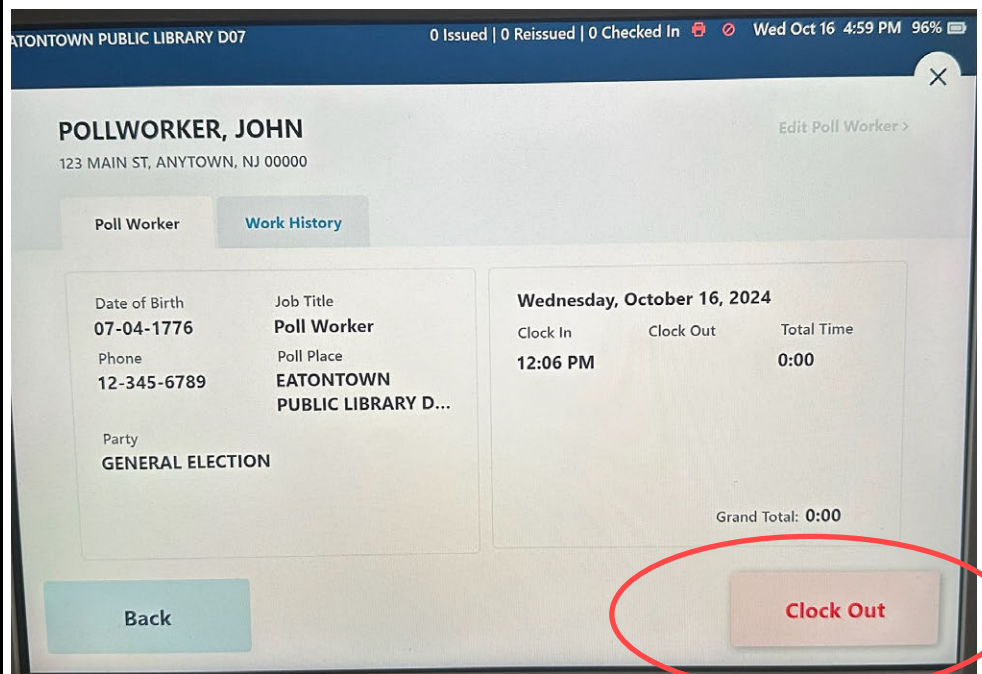 ATONTOWN PUBLIC LIBRARY D07 0 Issued | 0 Reissued | 0 Checked In Wed Oct 16 4:59 PM 96%
POLLWORKER, JOHN
Edit Poll Worker >
123 MAIN ST, ANYTOWN, NJ 00000
Poll Worker Work History
Date of Birth Job Title
07-04-1776 Poll Worker
Phone Poll Place
12-345-6789 EATONTOWN
PUBLIC LIBRARY D...
Party
GENERAL ELECTION
Wednesday, October 16, 2024
Clock In Clock Out Total Time
12:06 PM 0:00
Grand Total: 0:00
Back Clock Out